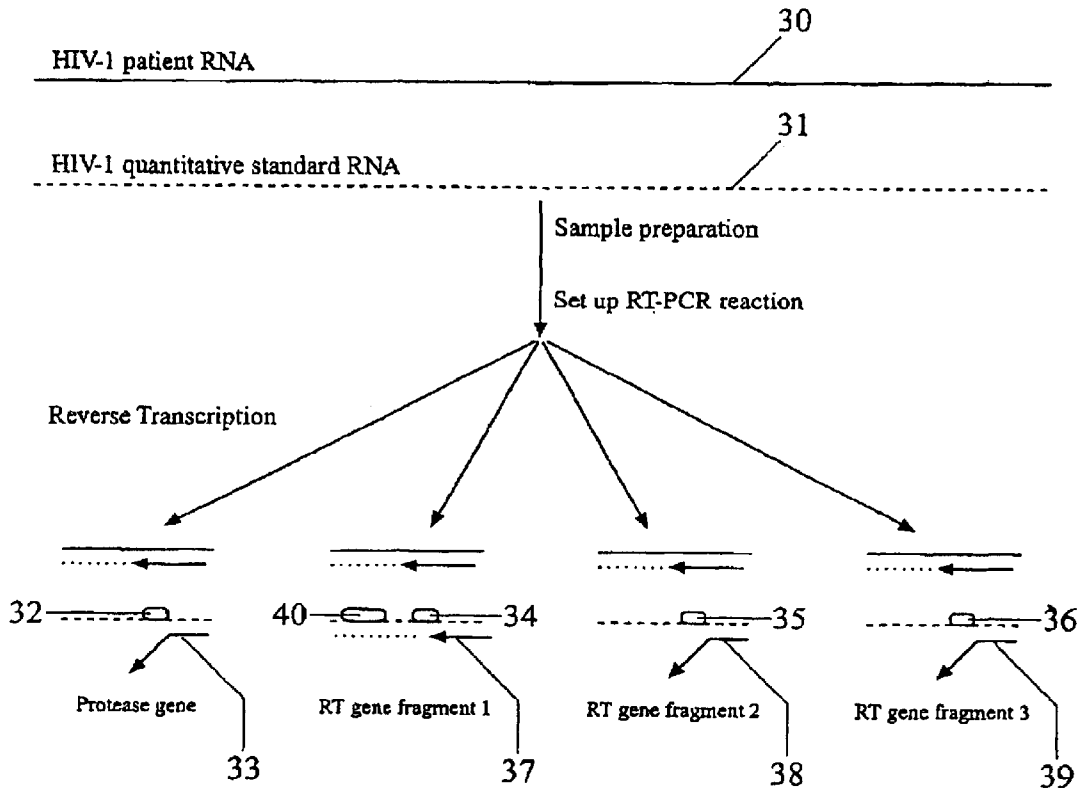 30
HIV-1 patient RNA
31
HIV-1 quantitative standard RNA
Sample preparation
Set up RT-PCR reaction
Reverse Transcription
32
40
34
35
36
Protease gene
RT gene fragment 1
RT gene fragment 2
RT gene fragment 3
33
37
38
39